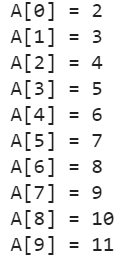 A[0] = 2
A[1] = 3
A[2] = 4
A[3] = 5
A[4] = 6
A[5] = 7
A[6] = 8
A[7] = 9
A[8] = 10
A[9] = 11